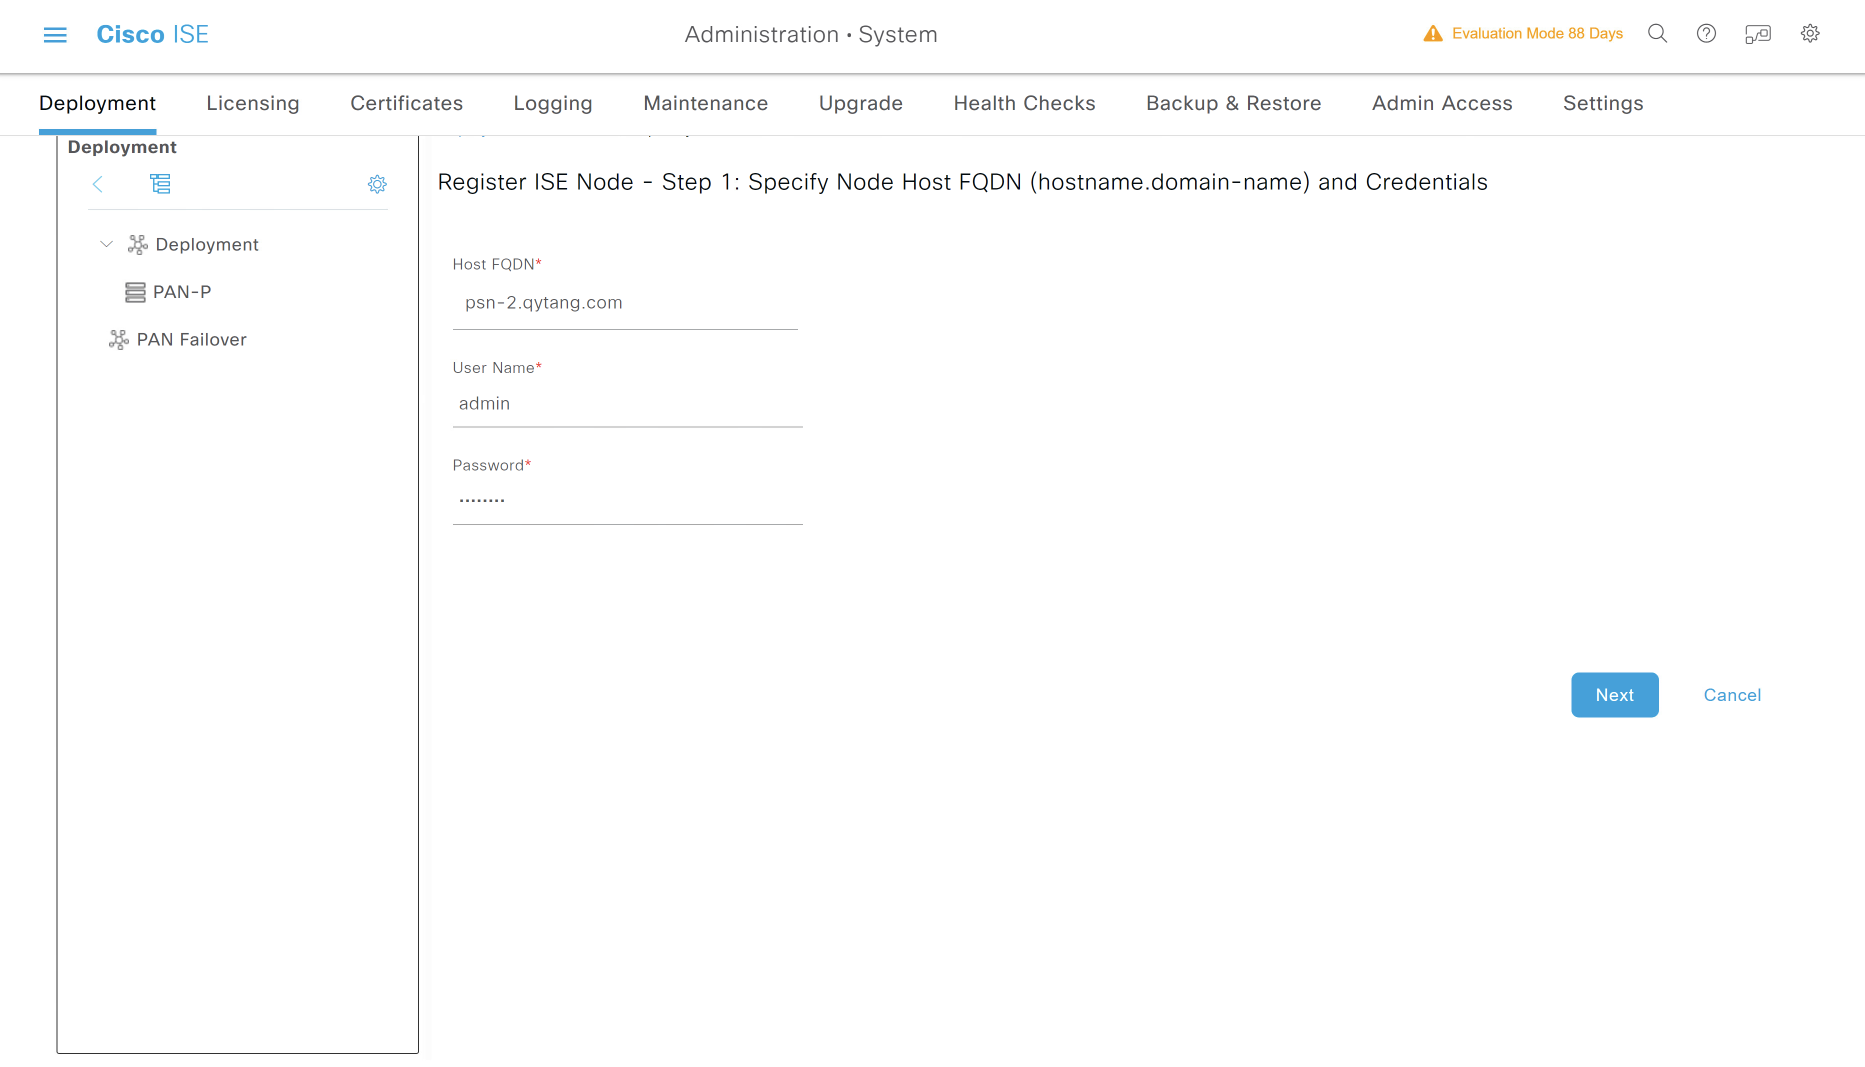 Cisco ISE
Administration • System
Evaluation Mode 88 Days
Deployment
Licensing
Certificates
Logging
Maintenance
Upgrade
Health Checks
Backup & Restore
Admin Access
Settings
Deployment
Deployment
PAN-P
PAN Failover
Register ISE Node - Step 1: Specify Node Host FQDN (hostname.domain-name) and Credentials
Host FQDN*
psn-2.qytang.com
User Name*
admin
Password*
........
Next
Cancel